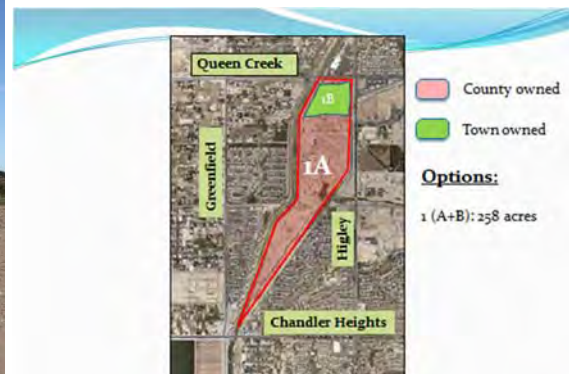 Queen Creek
1B
1A
Greenfield
Higley
Chandler Heights
County owned
Town owned
Options:
1 (A+B): 258 acres